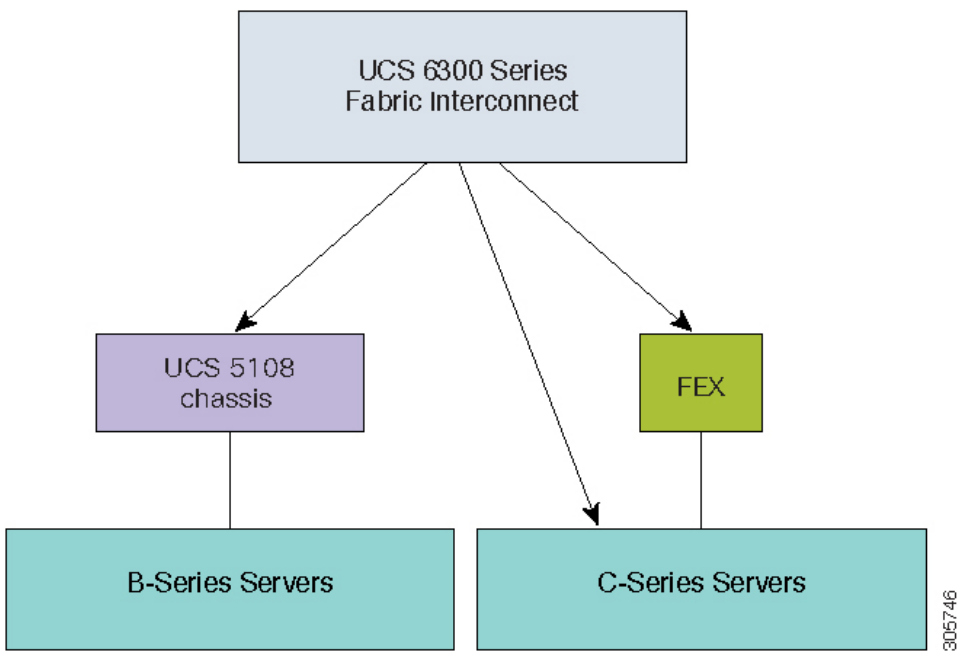 UCS 6300 Series
Fabric Interconnect
UCS 5108
chassis
FEX
B-Series Servers
C-Series Servers
305746